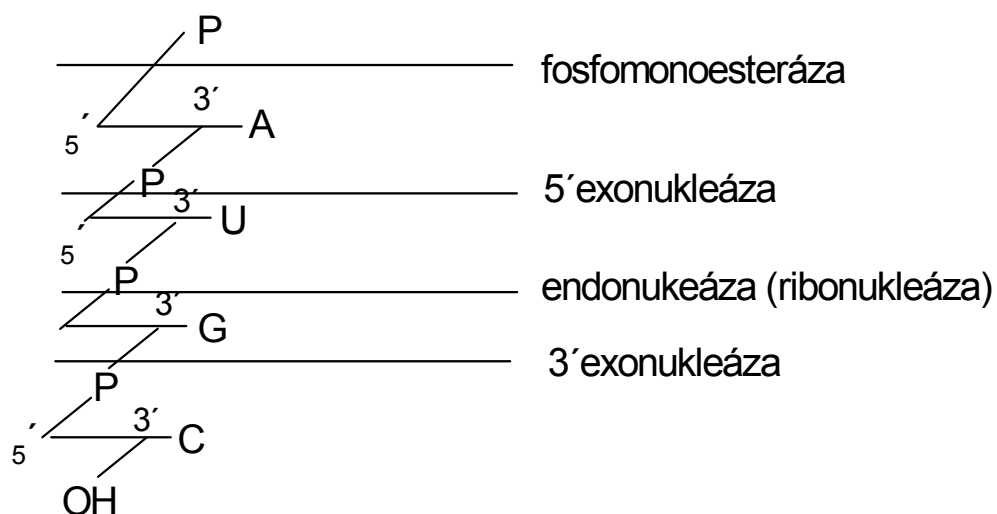 P
fosfomonoesteráza
3´
5´ A
P 5´exonukleáza
3´
5´ U
P endonukeáza (ribonukleáza)
3´
G
3´exonukleáza
P
3´
5´ C
OH